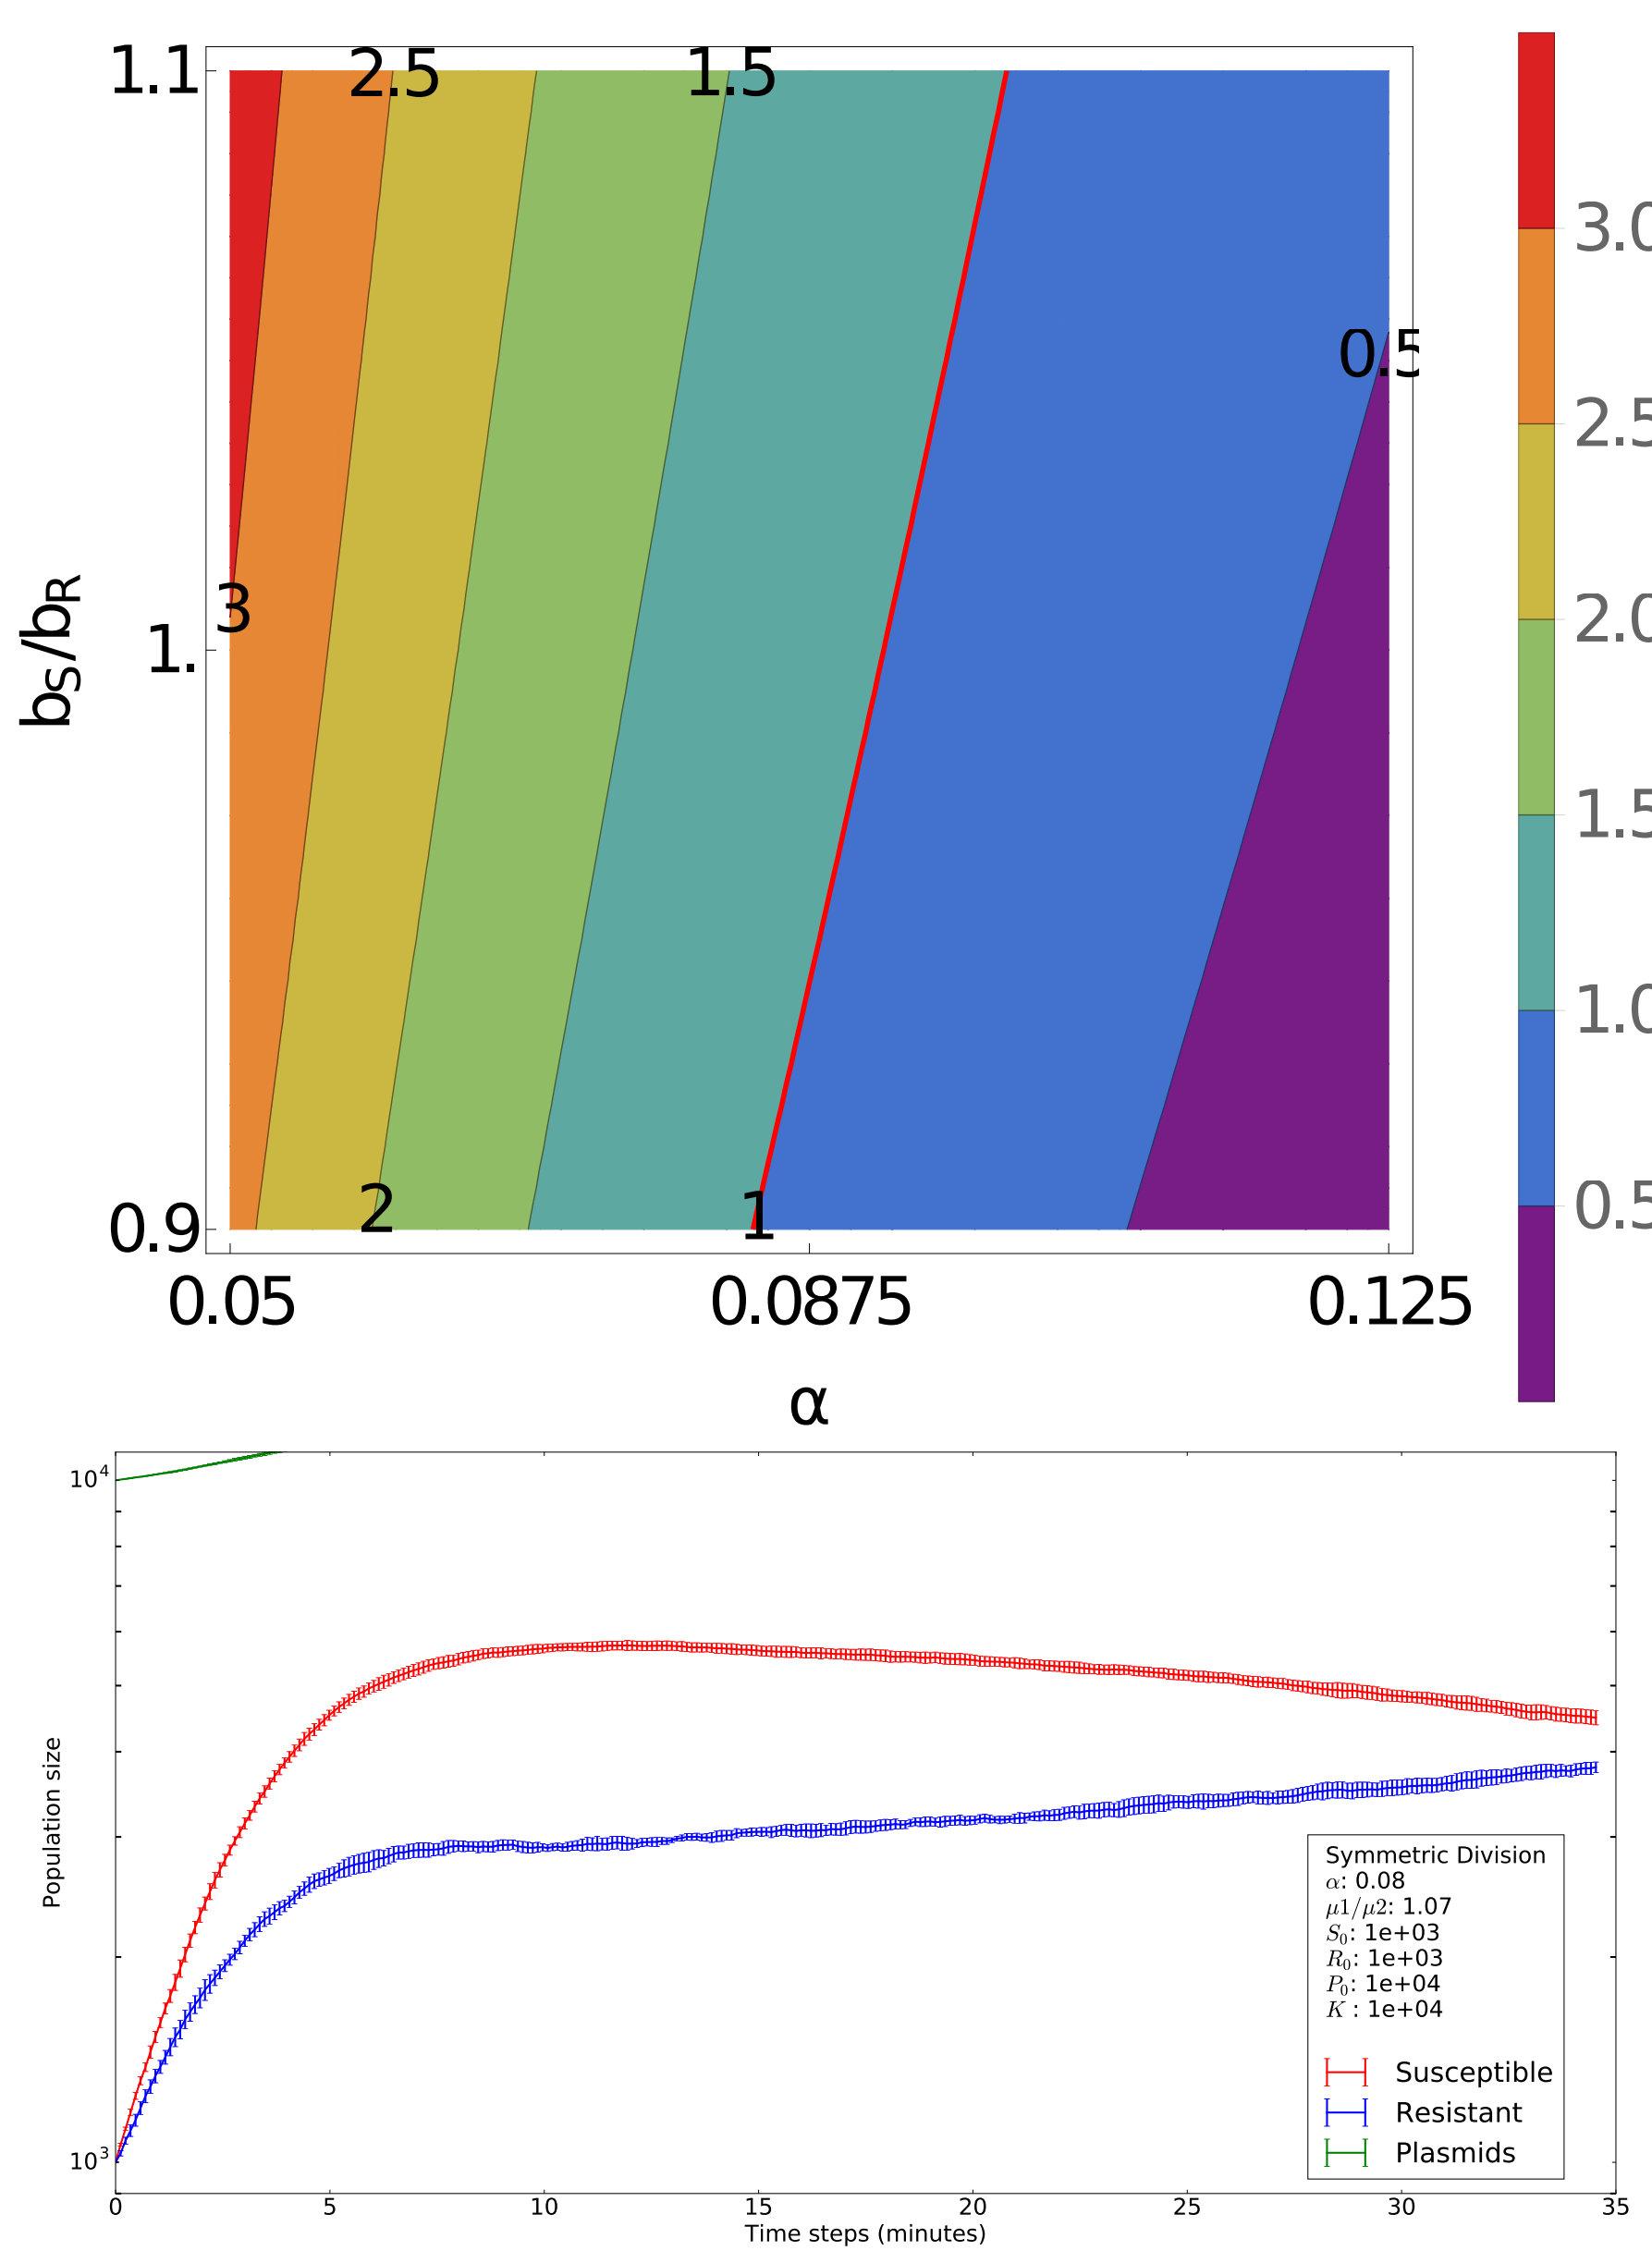 1.1
2.5
1.5
3.0
0.5
2.5
bS/bR
3
1.
2.0
1.5
1.0
2
1
0.9
0.5
0.05
0.0875
0.125
α
10^4
Population size
Symmetric Division
α: 0.08
μ1/μ2: 1.07
S_0: 1e+03
R_0: 1e+03
P_0: 1e+04
K : 1e+04
Susceptible
Resistant
Plasmids
10^3
0 5 10 15 20 25 30 35
Time steps (minutes)